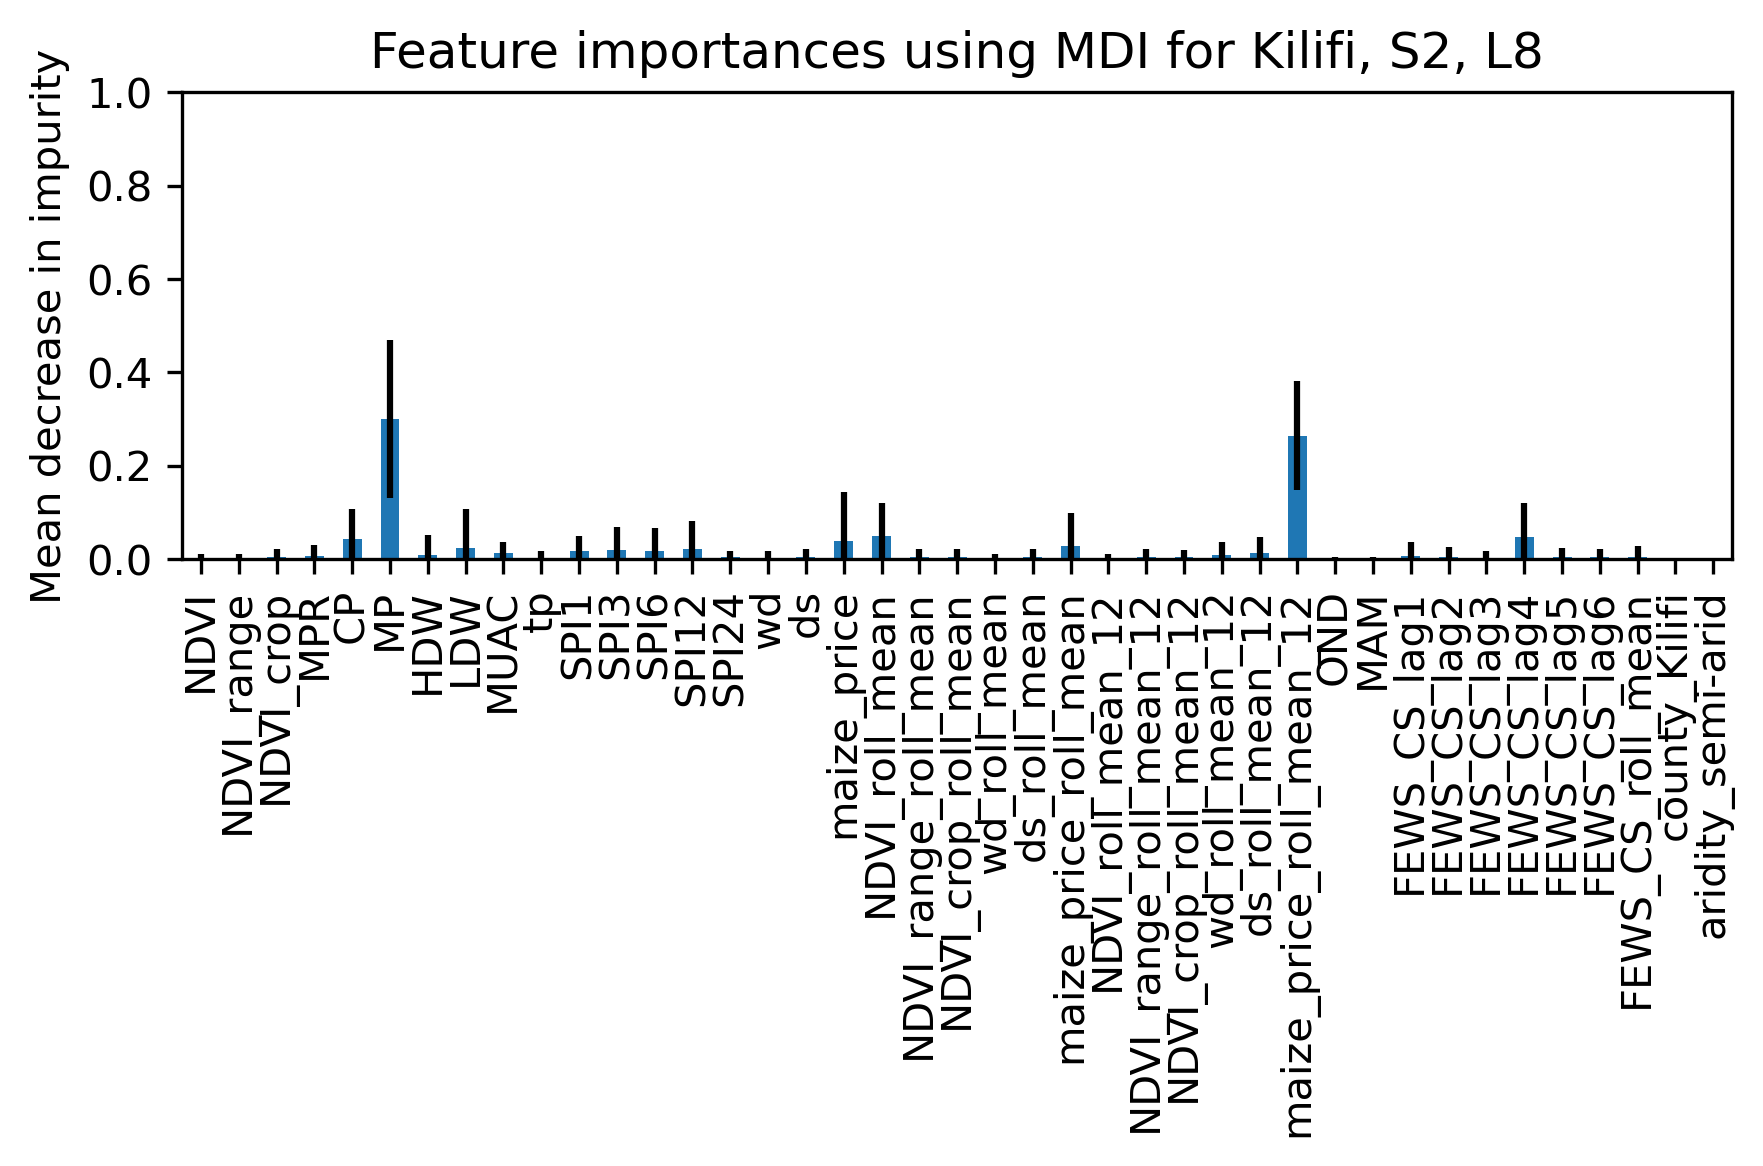 Feature importances using MDI for Kilifi, S2, L8
Mean decrease in impurity
1.0
0.8
0.6
0.4
0.2
0.0
NDVI
NDVI_range
NDVI_crop
MPR
CP
MP
HDW
LDW
MUAC
tp
SPI1
SPI3
SPI6
SPI12
SPI24
wd
ds
maize_price
NDVI_roll_mean
NDVI_range_roll_mean
NDVI_crop_roll_mean
wd_roll_mean
ds_roll_mean
maize_price_roll_mean
NDVI_roll_mean_12
NDVI_range_roll_mean_12
NDVI_crop_roll_mean_12
wd_roll_mean_12
ds_roll_mean_12
maize_price_roll_mean_12
OND
MAM
FEWS_CS_lag1
FEWS_CS_lag2
FEWS_CS_lag3
FEWS_CS_lag4
FEWS_CS_lag5
FEWS_CS_lag6
FEWS_CS_roll_mean
county_Kilifi
aridity_semi-arid